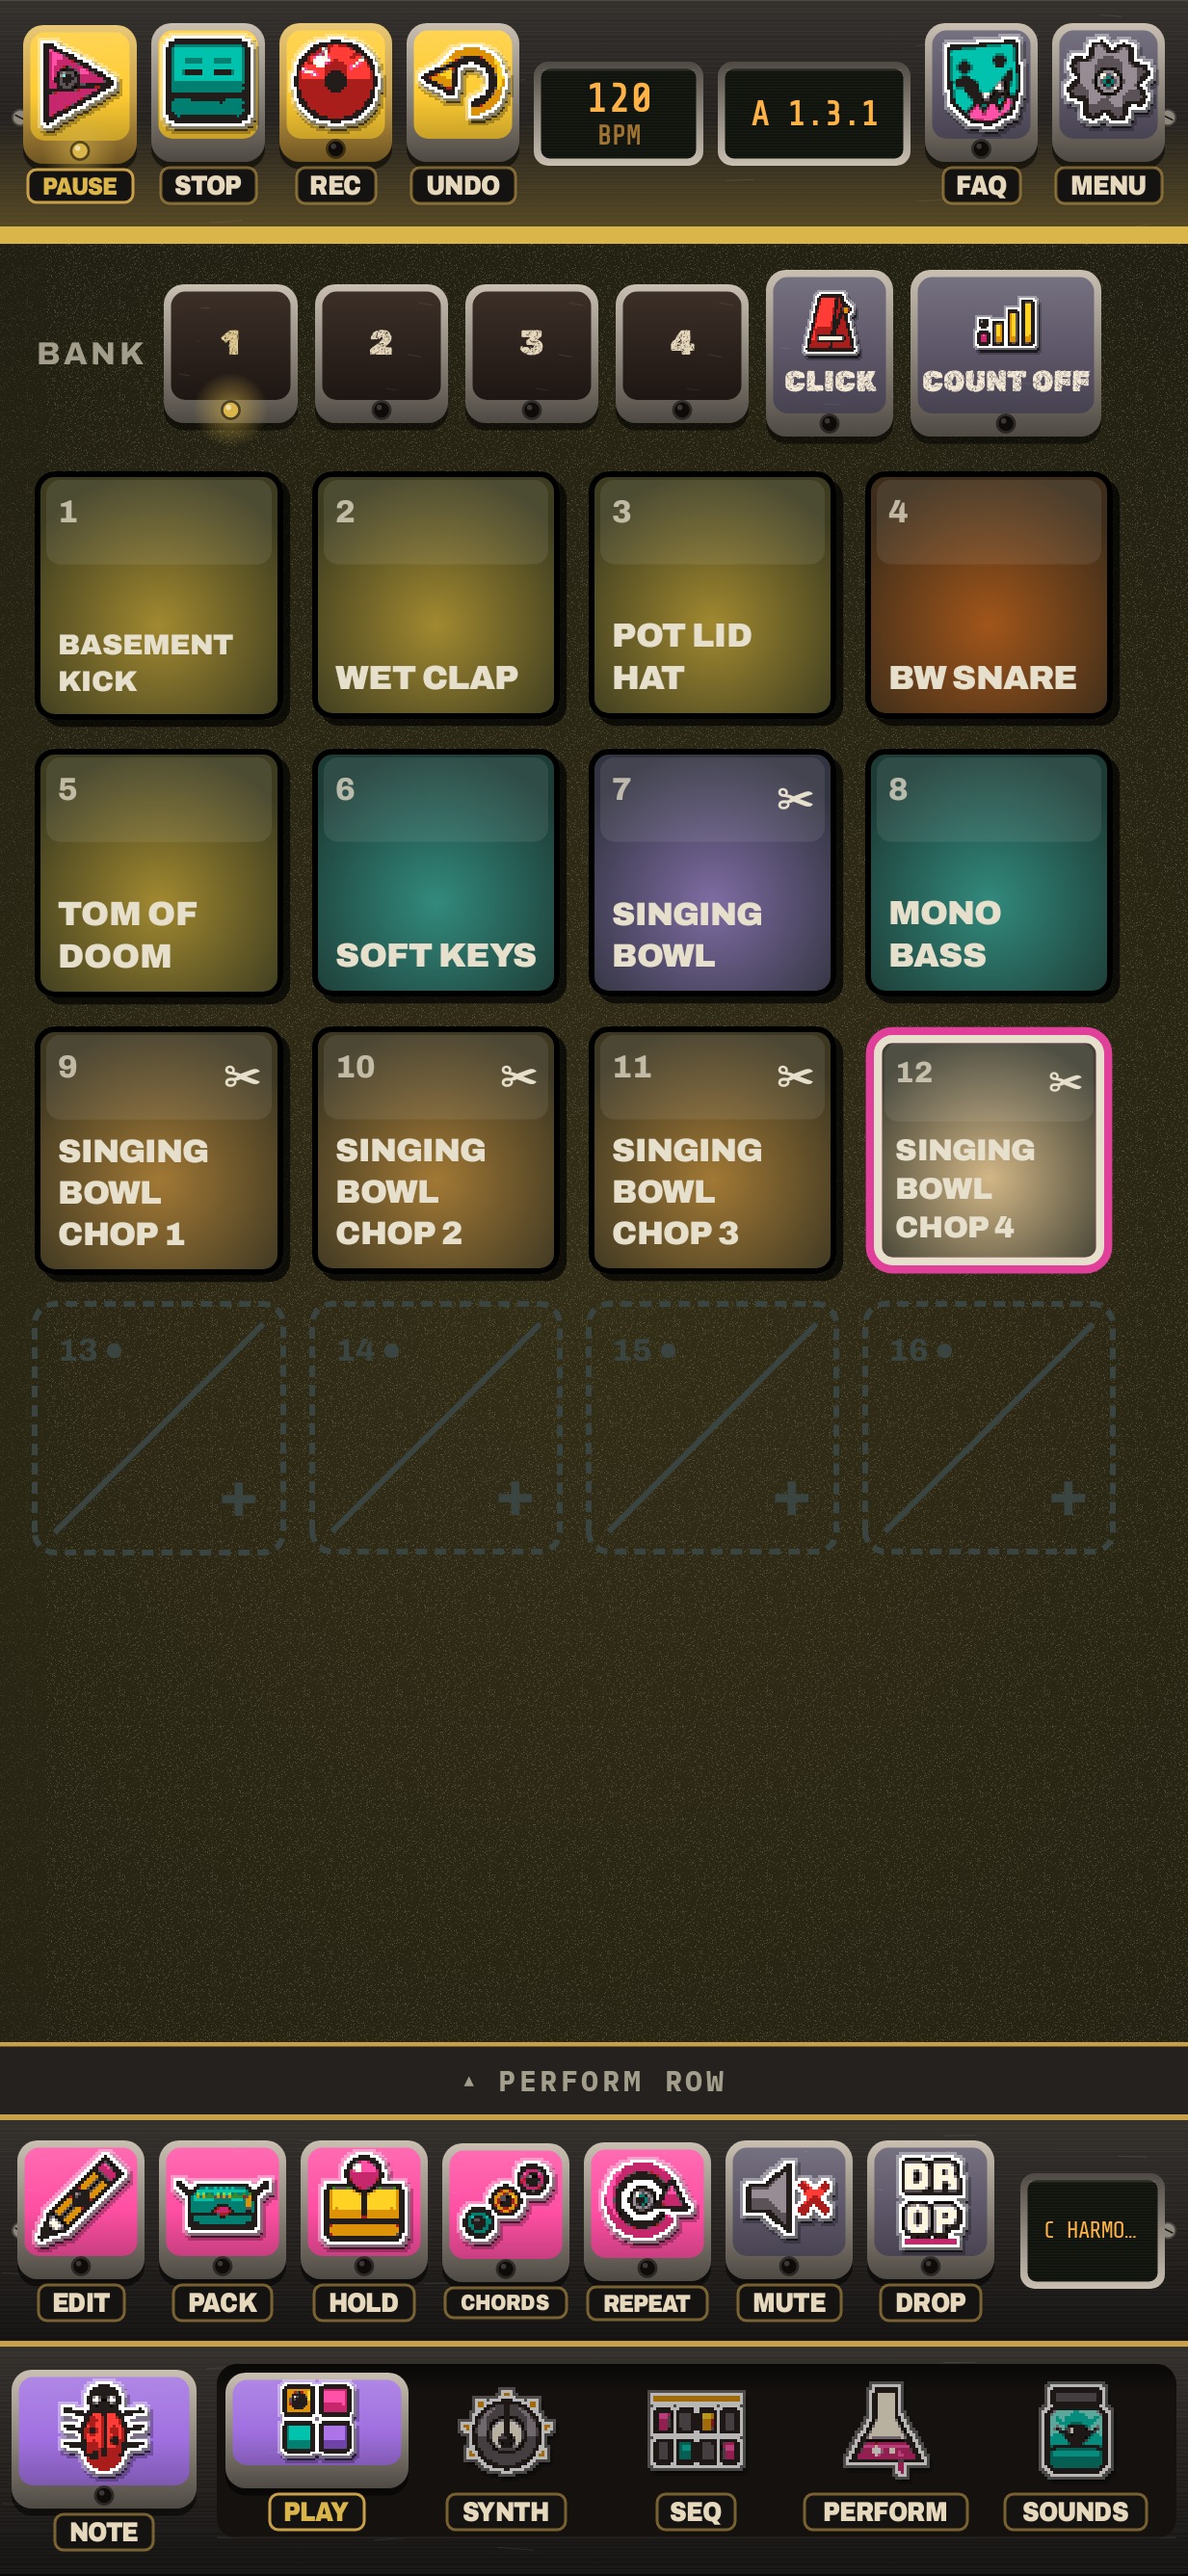 PAUSE
STOP
REC
UNDO
120
BPM
A 1.3.1
FAQ
MENU
BANK
1
2
3
4
CLICK
COUNT OFF
1
BASEMENT
KICK
2
WET CLAP
3
POT LID
HAT
4
BW SNARE
5
TOM OF
DOOM
6
SOFT KEYS
7
SINGING
BOWL
8
MONO
BASS
9
SINGING
BOWL
CHOP 1
10
SINGING
BOWL
CHOP 2
11
SINGING
BOWL
CHOP 3
12
SINGING
BOWL
CHOP 4
13
14
15
16
PERFORM ROW
EDIT
PACK
HOLD
CHORDS
REPEAT
MUTE
DR
OP
DROP
C HARMO…
NOTE
PLAY
SYNTH
SEQ
PERFORM
SOUNDS